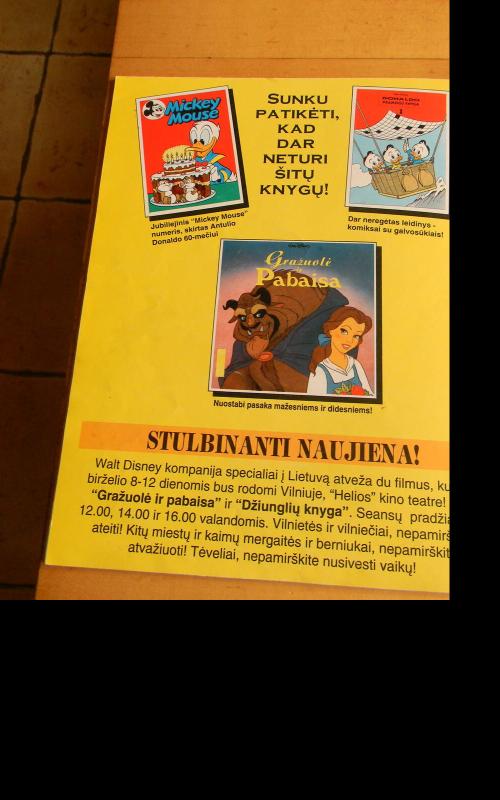 SUNKU
PATIKĖTI,
KAD
DAR
NETURI
ŠITŲ
KNYGŲ!
Mickey
Mouse
Jubiliejinis "Mickey Mouse"
numeris, skirtas Antulio
Donaldo 60-mečiui
Dar neregėtas leidinys -
komiksai su galvosūkiais!
Gražuolė
Pabaisa
Nuostabi pasaka mažesniems ir didesniems!
STULBINANTI NAUJIENA!
Walt Disney kompanija specialiai į Lietuvą atveža du filmus, ku
birželio 8-12 dienomis bus rodomi Vilniuje, "Helios" kino teatre!
"Gražuolė ir pabaisa" ir "Džiunglių knyga". Seansų pradžia
12.00, 14.00 ir 16.00 valandomis. Vilnietės ir vilniečiai, nepamirš
ateiti! Kitų miestų ir kaimų mergaitės ir berniukai, nepamirškit
atvažiuoti! Tėveliai, nepamirškite nusivesti vaikų!